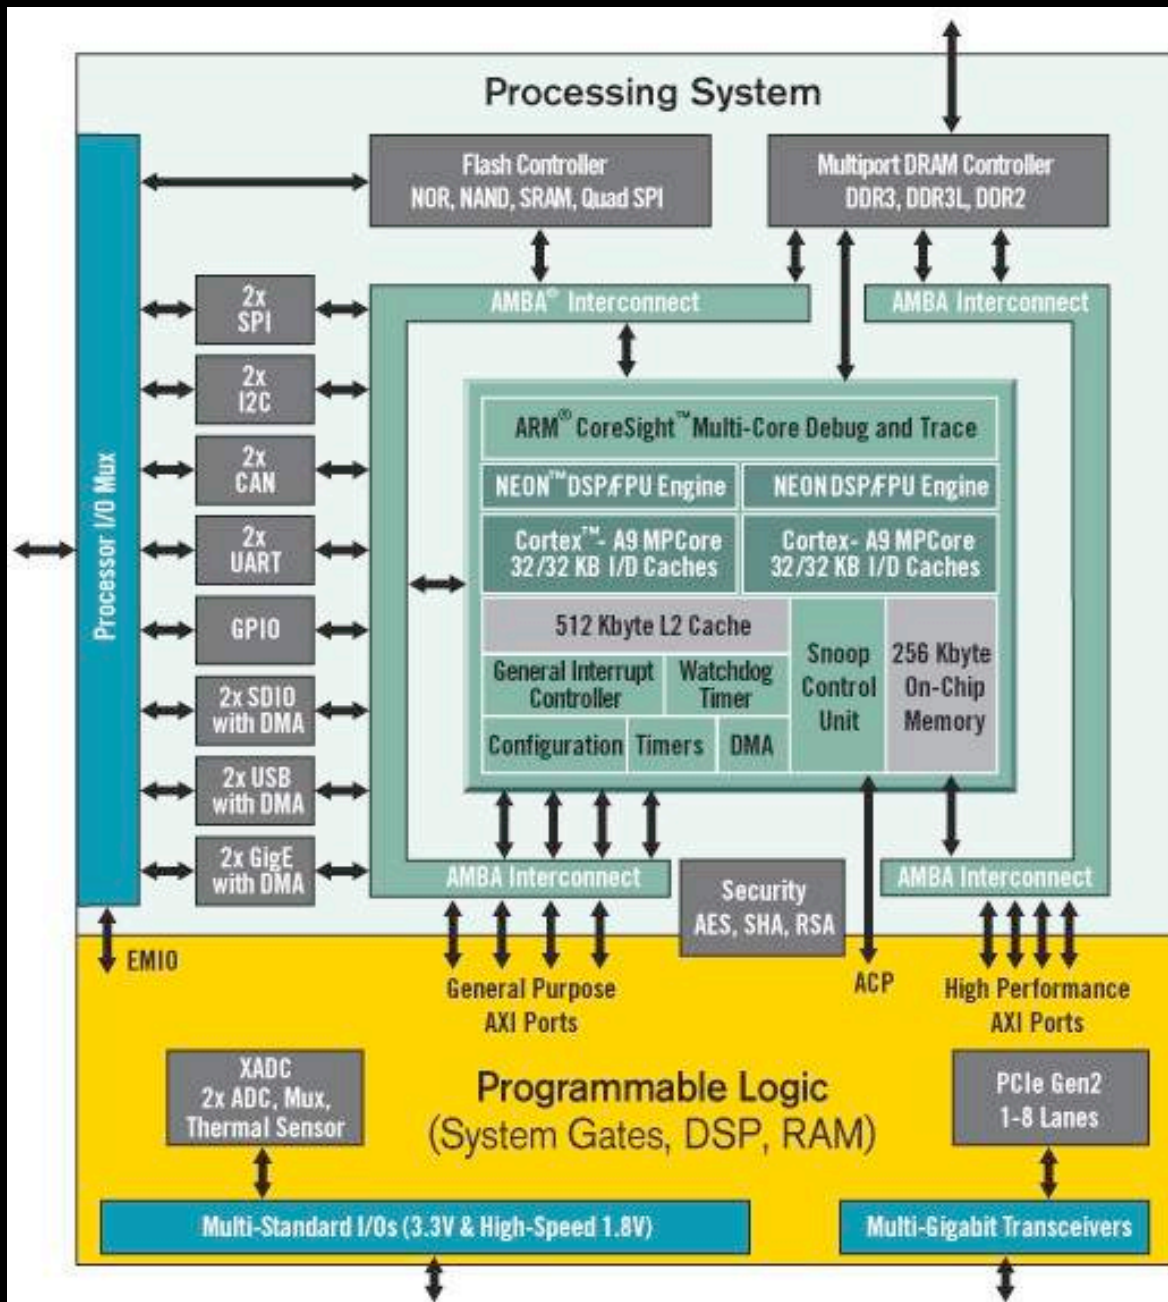 Processing System
Flash Controller
NOR, NAND, SRAM, Quad SPI
Multiport DRAM Controller
DDR3, DDR3L, DDR2
AMBA® Interconnect
AMBA Interconnect
Processor I/O Mux
2x
SPI
2x
I2C
2x
CAN
2x
UART
GPIO
2x SDIO
with DMA
2x USB
with DMA
2x GigE
with DMA
ARM® CoreSight™ Multi-Core Debug and Trace
NEON™ DSP/FPU Engine
NEON DSP/FPU Engine
Cortex™- A9 MPCore
32/32 KB I/D Caches
Cortex- A9 MPCore
32/32 KB I/D Caches
512 Kbyte L2 Cache
General Interrupt
Controller
Watchdog
Timer
Configuration
Timers
DMA
Snoop
Control
Unit
256 Kbyte
On-Chip
Memory
AMBA Interconnect
Security
AES, SHA, RSA
AMBA Interconnect
EMIO
General Purpose
AXI Ports
ACP
High Performance
AXI Ports
XADC
2x ADC, Mux,
Thermal Sensor
Programmable Logic
(System Gates, DSP, RAM)
PCIe Gen2
1-8 Lanes
Multi-Standard I/Os (3.3V & High-Speed 1.8V)
Multi-Gigabit Transceivers